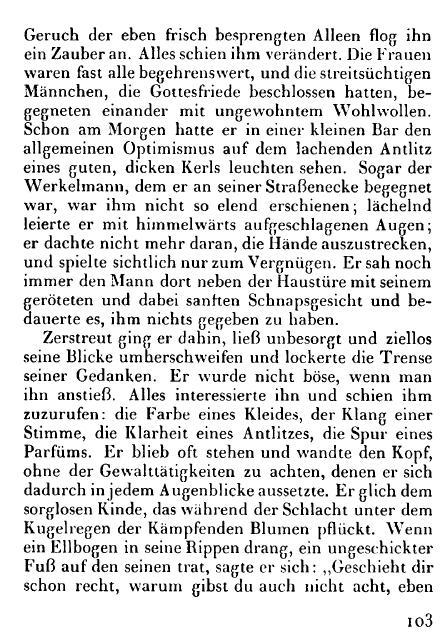 Geruch der eben frisch besprengten Alleen flog ihn
ein Zauber an. Alles schien ihm verändert. Die Frauen
waren fast alle begehrenswert, und die streitsüchtigen
Männchen, die Gottesfriede beschlossen hatten, be-
gegneten einander mit ungewohntem Wohlwollen.
Schon am Morgen hatte er in einer kleinen Bar den
allgemeinen Optimismus auf dem lachenden Antlitz
eines guten, dicken Kerls leuchten sehen. Sogar der
Werkelmann, dem er an seiner Straßenecke begegnet
war, war ihm nicht so elend erschienen; lächelnd
leierte er mit himmelwärts aufgeschlagenen Augen;
er dachte nicht mehr daran, die Hände auszustrecken,
und spielte sichtlich nur zum Vergnügen. Er sah noch
immer den Mann dort neben der Haustüre mit seinem
geröteten und dabei sanften Schnapsgesicht und be-
dauerte es, ihm nichts gegeben zu haben.
Zerstreut ging er dahin, ließ unbesorgt und ziellos
seine Blicke umherschweifen und lockerte die Trense
seiner Gedanken. Er wurde nicht böse, wenn man
ihn anstieß. Alles interessierte ihn und schien ihm
zuzurufen: die Farbe eines Kleides, der Klang einer
Stimme, die Klarheit eines Antlitzes, die Spur eines
Parfüms. Er blieb oft stehen und wandte den Kopf,
ohne der Gewalttätigkeiten zu achten, denen er sich
dadurch in jedem Augenblicke aussetzte. Er glich dem
sorglosen Kinde, das während der Schlacht unter dem
Kugelregen der Kämpfenden Blumen pflückt. Wenn
ein Ellbogen in seine Rippen drang, ein ungeschickter
Fuß auf den seinen trat, sagte er sich: „Geschieht dir
schon recht, warum gibst du auch nicht acht, eben
103